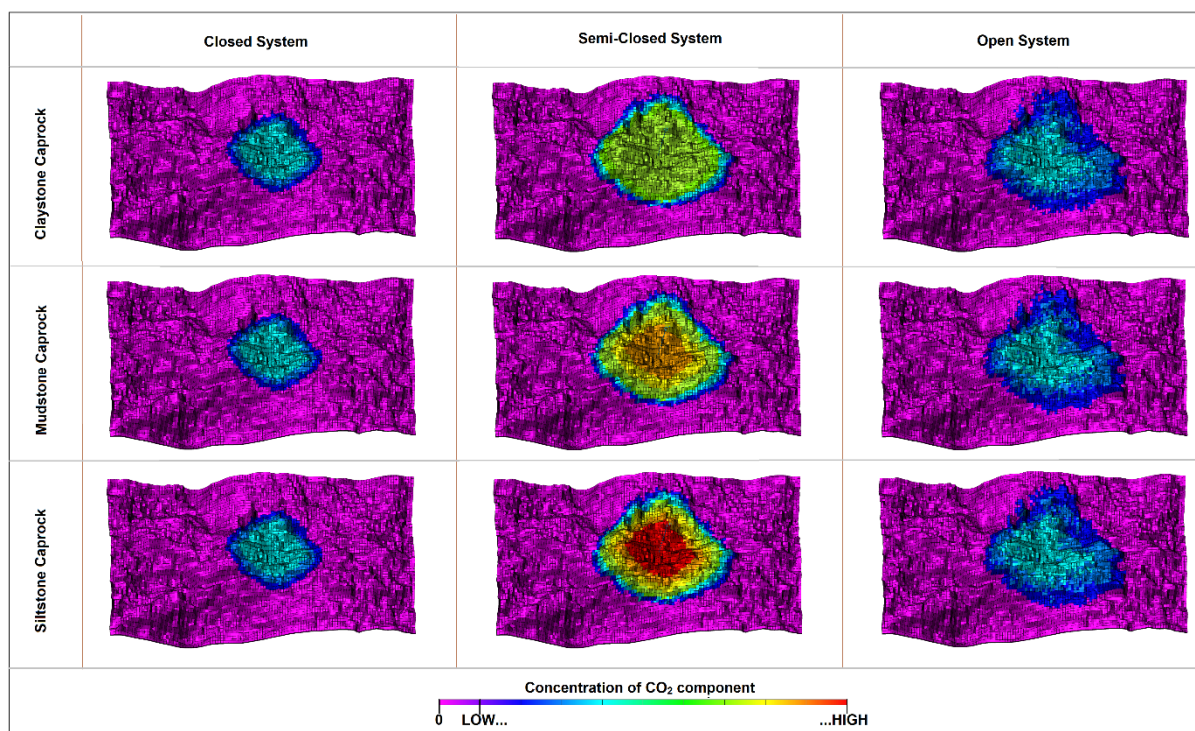 Closed System
Semi-Closed System
Open System
Claystone Caprock
Mudstone Caprock
Siltstone Caprock
Concentration of CO₂ component
0 LOW... ...HIGH